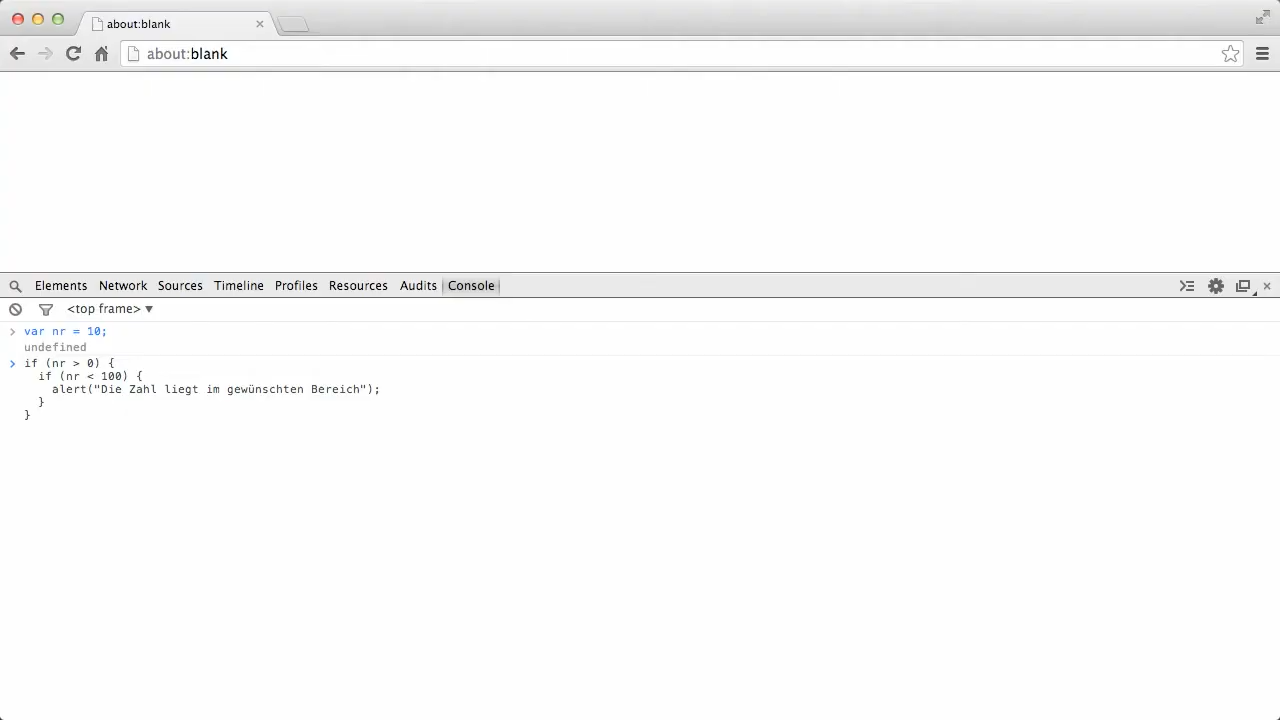 about:blank
about:blank
Elements Network Sources Timeline Profiles Resources Audits Console
<top frame>
var nr = 10;
undefined
if (nr > 0) {
  if (nr < 100) {
    alert("Die Zahl liegt im gewünschten Bereich");
  }
}